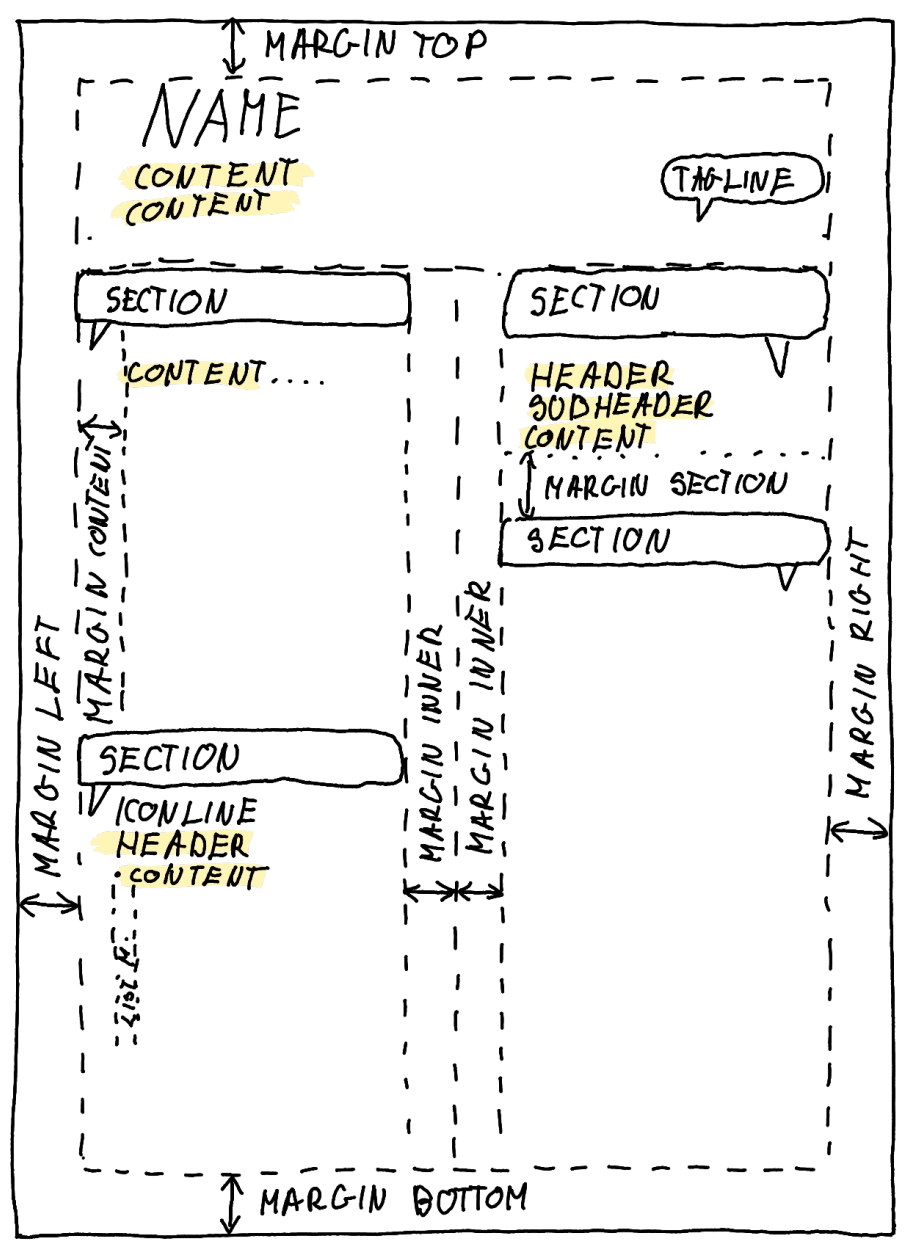 MARGIN TOP
NAME
CONTENT
CONTENT
TAGLINE
SECTION
CONTENT....
MARGIN CONTENT
MARGIN LEFT
SECTION
ICONLINE
HEADER
• CONTENT
LIST M.
MARGIN INNER
MARGIN INNER
SECTION
HEADER
SUBHEADER
CONTENT
MARGIN SECTION
SECTION
MARGIN RIGHT
MARGIN BOTTOM